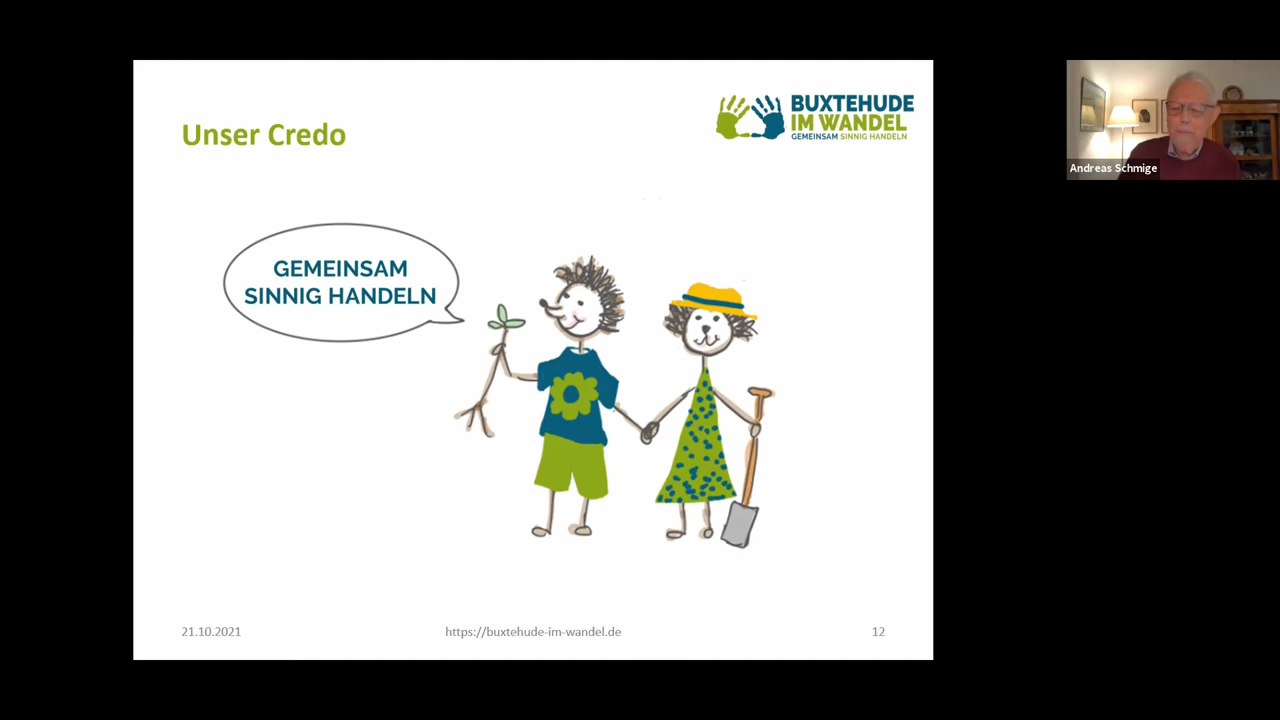 Unser Credo
BUXTEHUDE
IM WANDEL
GEMEINSAM SINNIG HANDELN
GEMEINSAM
SINNIG HANDELN
21.10.2021
https://buxtehude-im-wandel.de
12
Andreas Schmige